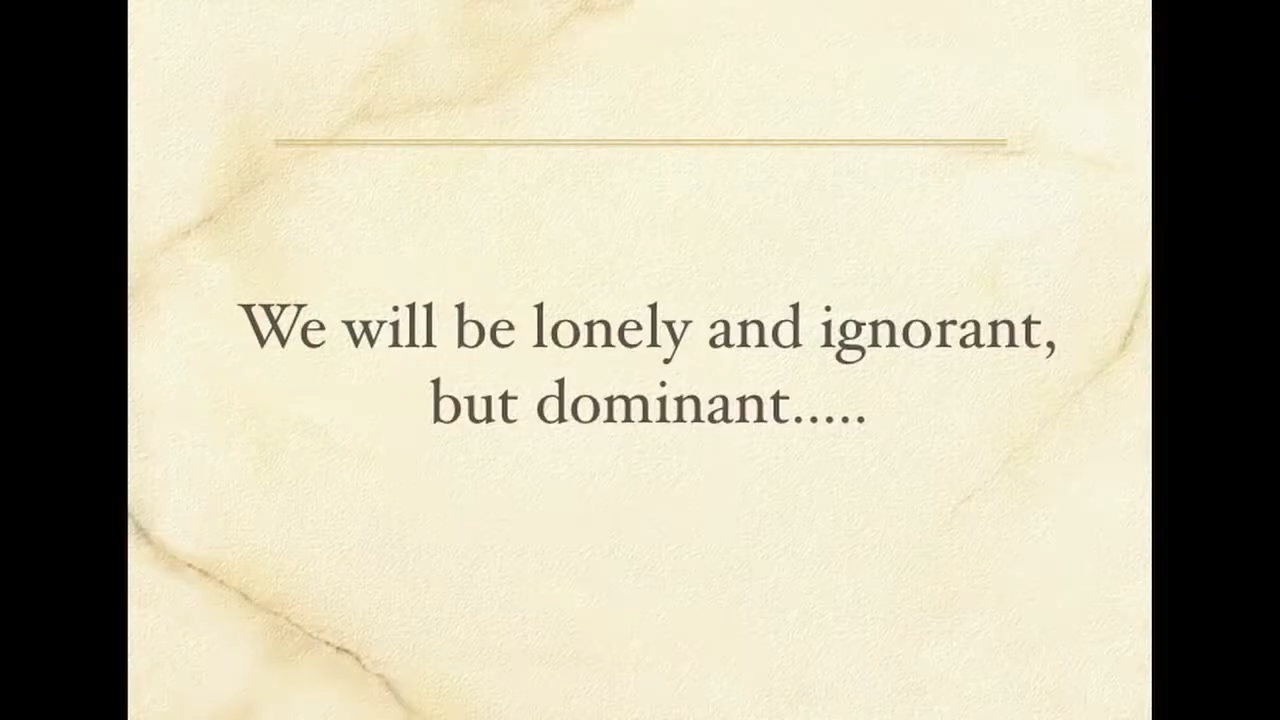 We will be lonely and ignorant,
but dominant.....